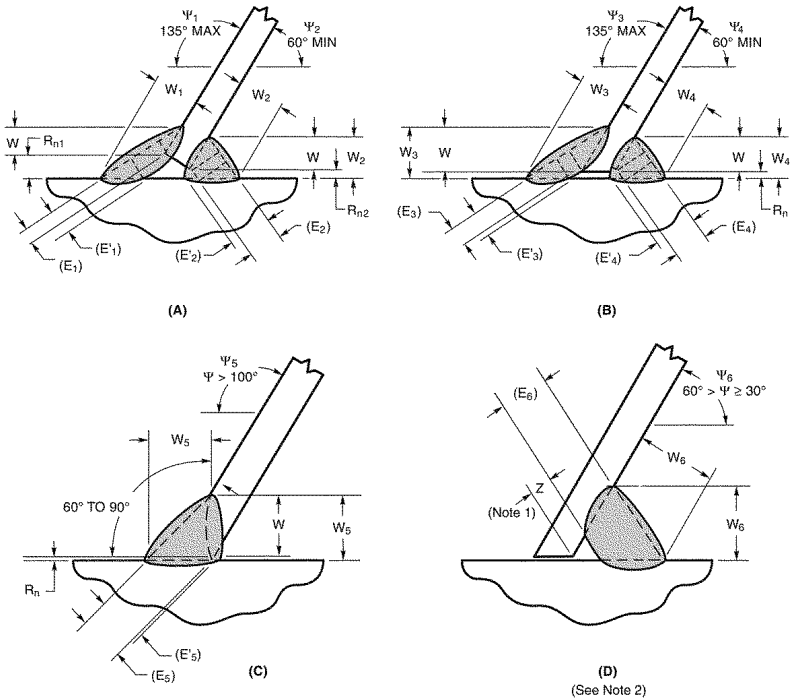 Ψ1
135° MAX
Ψ2
60° MIN
W1
W2
Rn1
W
W
W2
Rn2
(E1)
(E'1)
(E'2)
(E2)
(A)
Ψ3
135° MAX
Ψ4
60° MIN
W3
W4
W3
W
W
W4
Rn
(E3)
(E'3)
(E'4)
(E4)
(B)
Ψ5
Ψ > 100°
W5
60° TO 90°
W
W5
Rn
(E'5)
(E5)
(C)
Ψ6
60° > Ψ ≥ 30°
(E6)
W6
Z
(Note 1)
W6
(D)
(See Note 2)